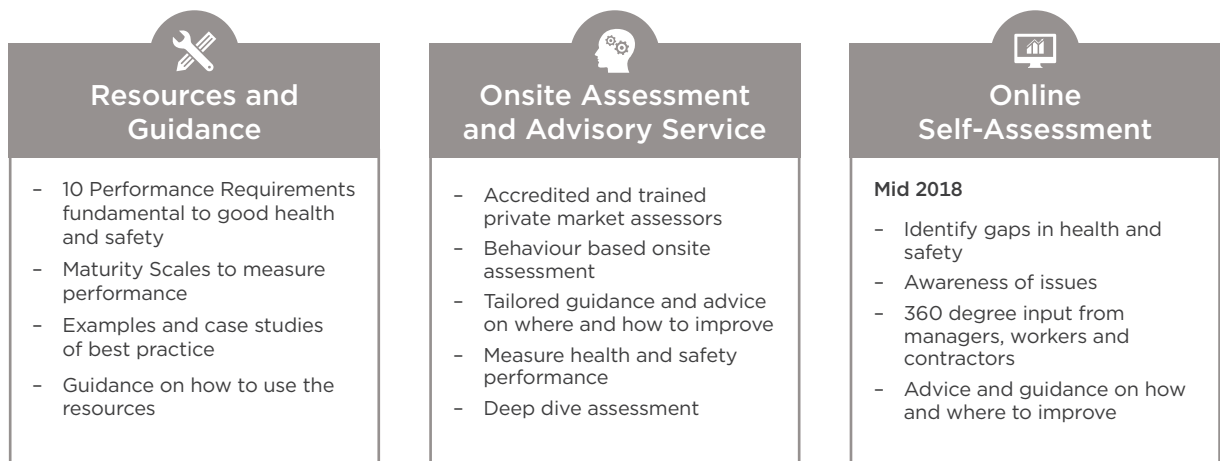 Resources and
Guidance
– 10 Performance Requirements
fundamental to good health
and safety
– Maturity Scales to measure
performance
– Examples and case studies
of best practice
– Guidance on how to use the
resources
Onsite Assessment
and Advisory Service
– Accredited and trained
private market assessors
– Behaviour based onsite
assessment
– Tailored guidance and advice
on where and how to improve
– Measure health and safety
performance
– Deep dive assessment
Online
Self-Assessment
Mid 2018
– Identify gaps in health and
safety
– Awareness of issues
– 360 degree input from
managers, workers and
contractors
– Advice and guidance on how
and where to improve